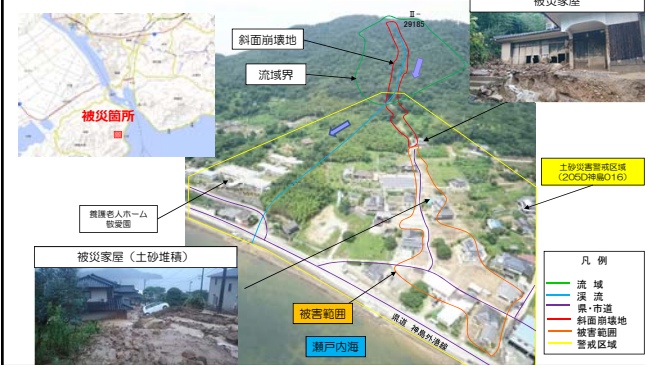 被災家屋
Ⅱ-
29185
斜面崩壊地
流域界
被災箇所
土砂災害警戒区域
(205D神島016)
養護老人ホーム
敬愛園
被災家屋（土砂堆積）
被害範囲
瀬戸内海
県道 神島外港線
凡 例
流 域
渓 流
県・市道
斜面崩壊地
被害範囲
警戒区域